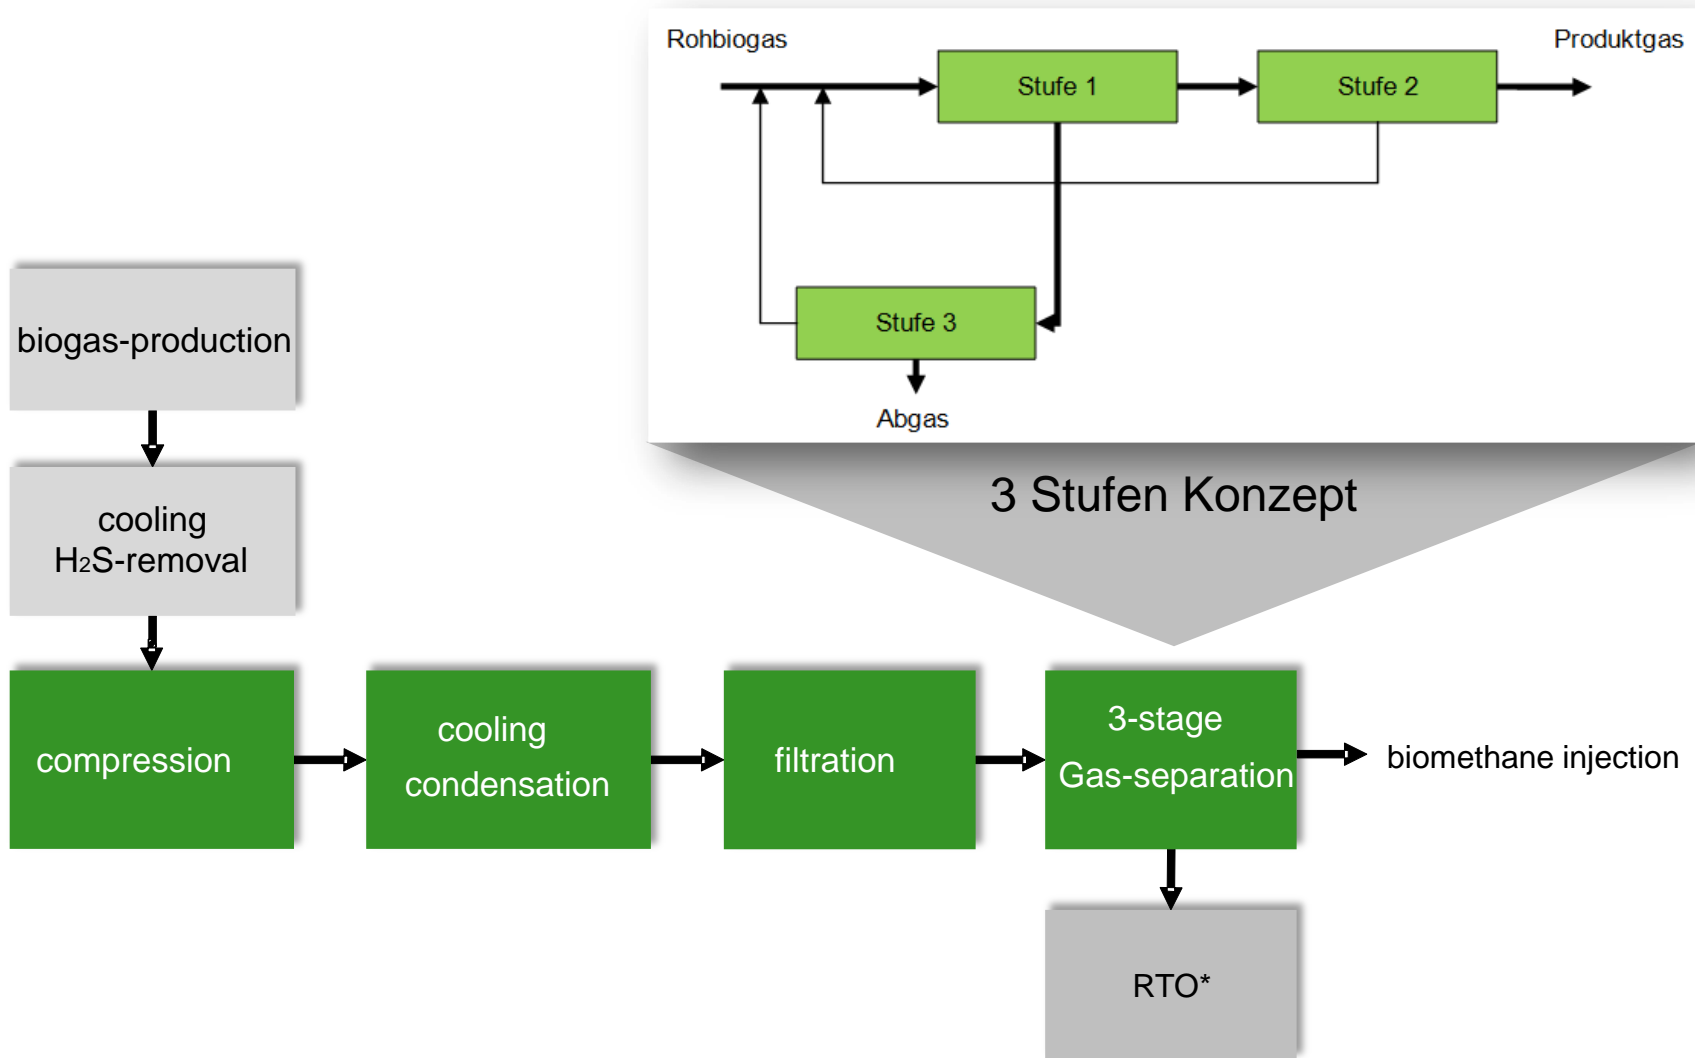 Rohbiogas
Produktgas
Stufe 1
Stufe 2
Stufe 3
Abgas
3 Stufen Konzept
biogas-production
cooling
H2S-removal
compression
cooling
condensation
filtration
3-stage
Gas-separation
biomethane injection
RTO*